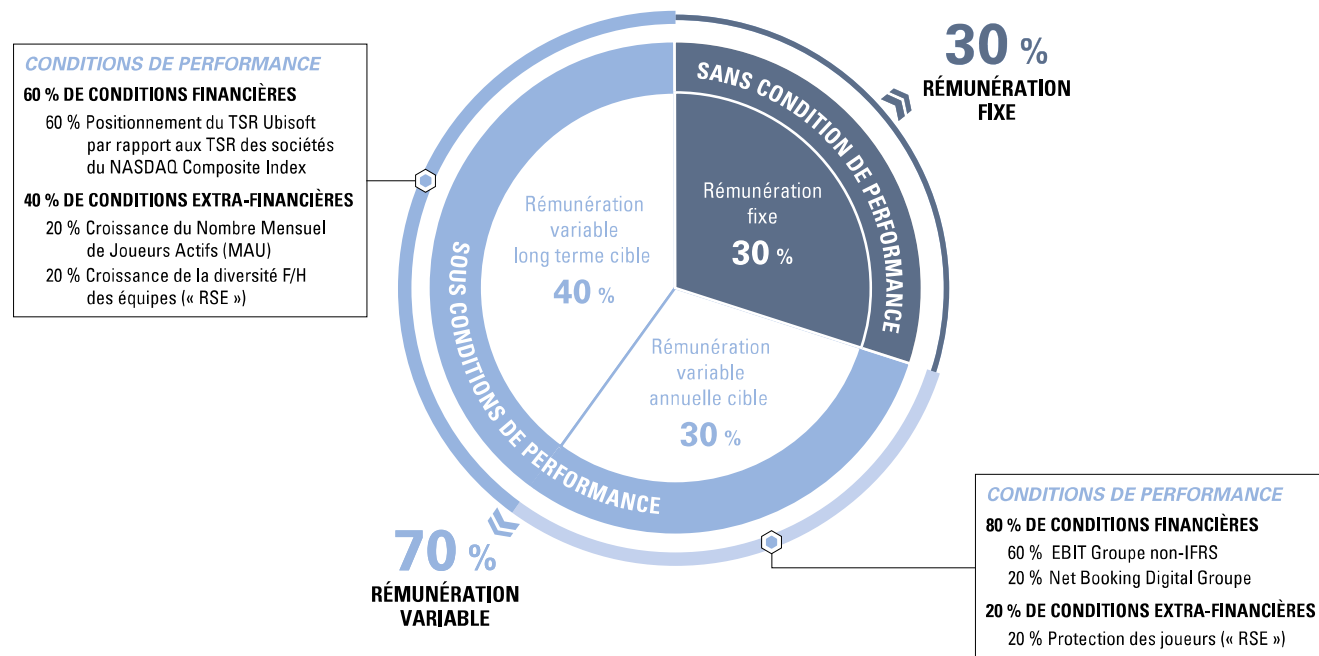 CONDITIONS DE PERFORMANCE
60 % DE CONDITIONS FINANCIÈRES
60 % Positionnement du TSR Ubisoft
par rapport aux TSR des sociétés
du NASDAQ Composite Index
40 % DE CONDITIONS EXTRA-FINANCIÈRES
20 % Croissance du Nombre Mensuel
de Joueurs Actifs (MAU)
20 % Croissance de la diversité F/H
des équipes (« RSE »)
30 %
RÉMUNÉRATION
FIXE
SANS CONDITION DE PERFORMANCE
Rémunération
fixe
30 %
Rémunération
variable
long terme cible
40 %
Rémunération
variable
annuelle cible
30 %
SOUS CONDITIONS DE PERFORMANCE
70 %
RÉMUNÉRATION
VARIABLE
CONDITIONS DE PERFORMANCE
80 % DE CONDITIONS FINANCIÈRES
60 % EBIT Groupe non-IFRS
20 % Net Booking Digital Groupe
20 % DE CONDITIONS EXTRA-FINANCIÈRES
20 % Protection des joueurs (« RSE »)